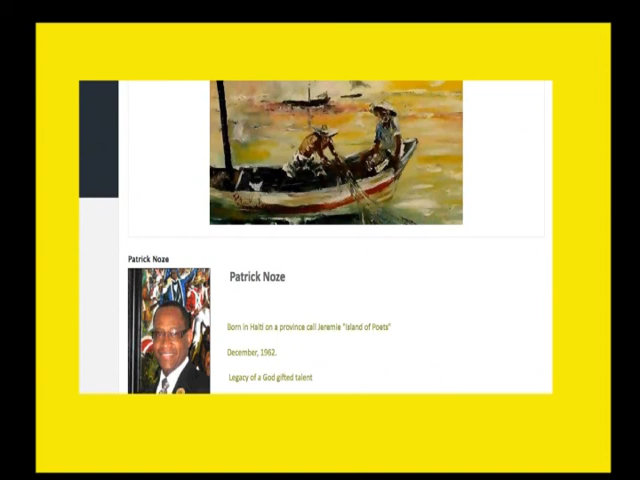 Patrick Noze
Patrick Noze
Born in Haiti on a province call Jeremie "Island of Poets"
December, 1962.
Legacy of a God gifted talent